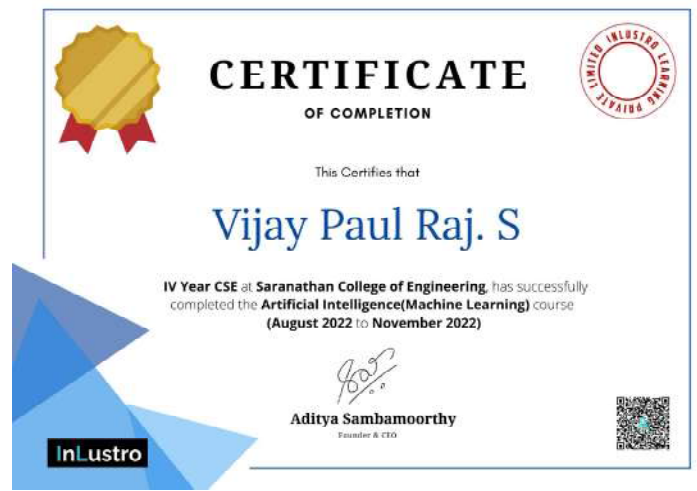 CERTIFICATE
OF COMPLETION
INLUSTRO LEARNING PRIVATE LIMITED
This Certifies that
Vijay Paul Raj. S
IV Year CSE at Saranathan College of Engineering, has successfully
completed the Artificial Intelligence(Machine Learning) course
(August 2022 to November 2022)
Aditya Sambamoorthy
Founder & CEO
InLustro